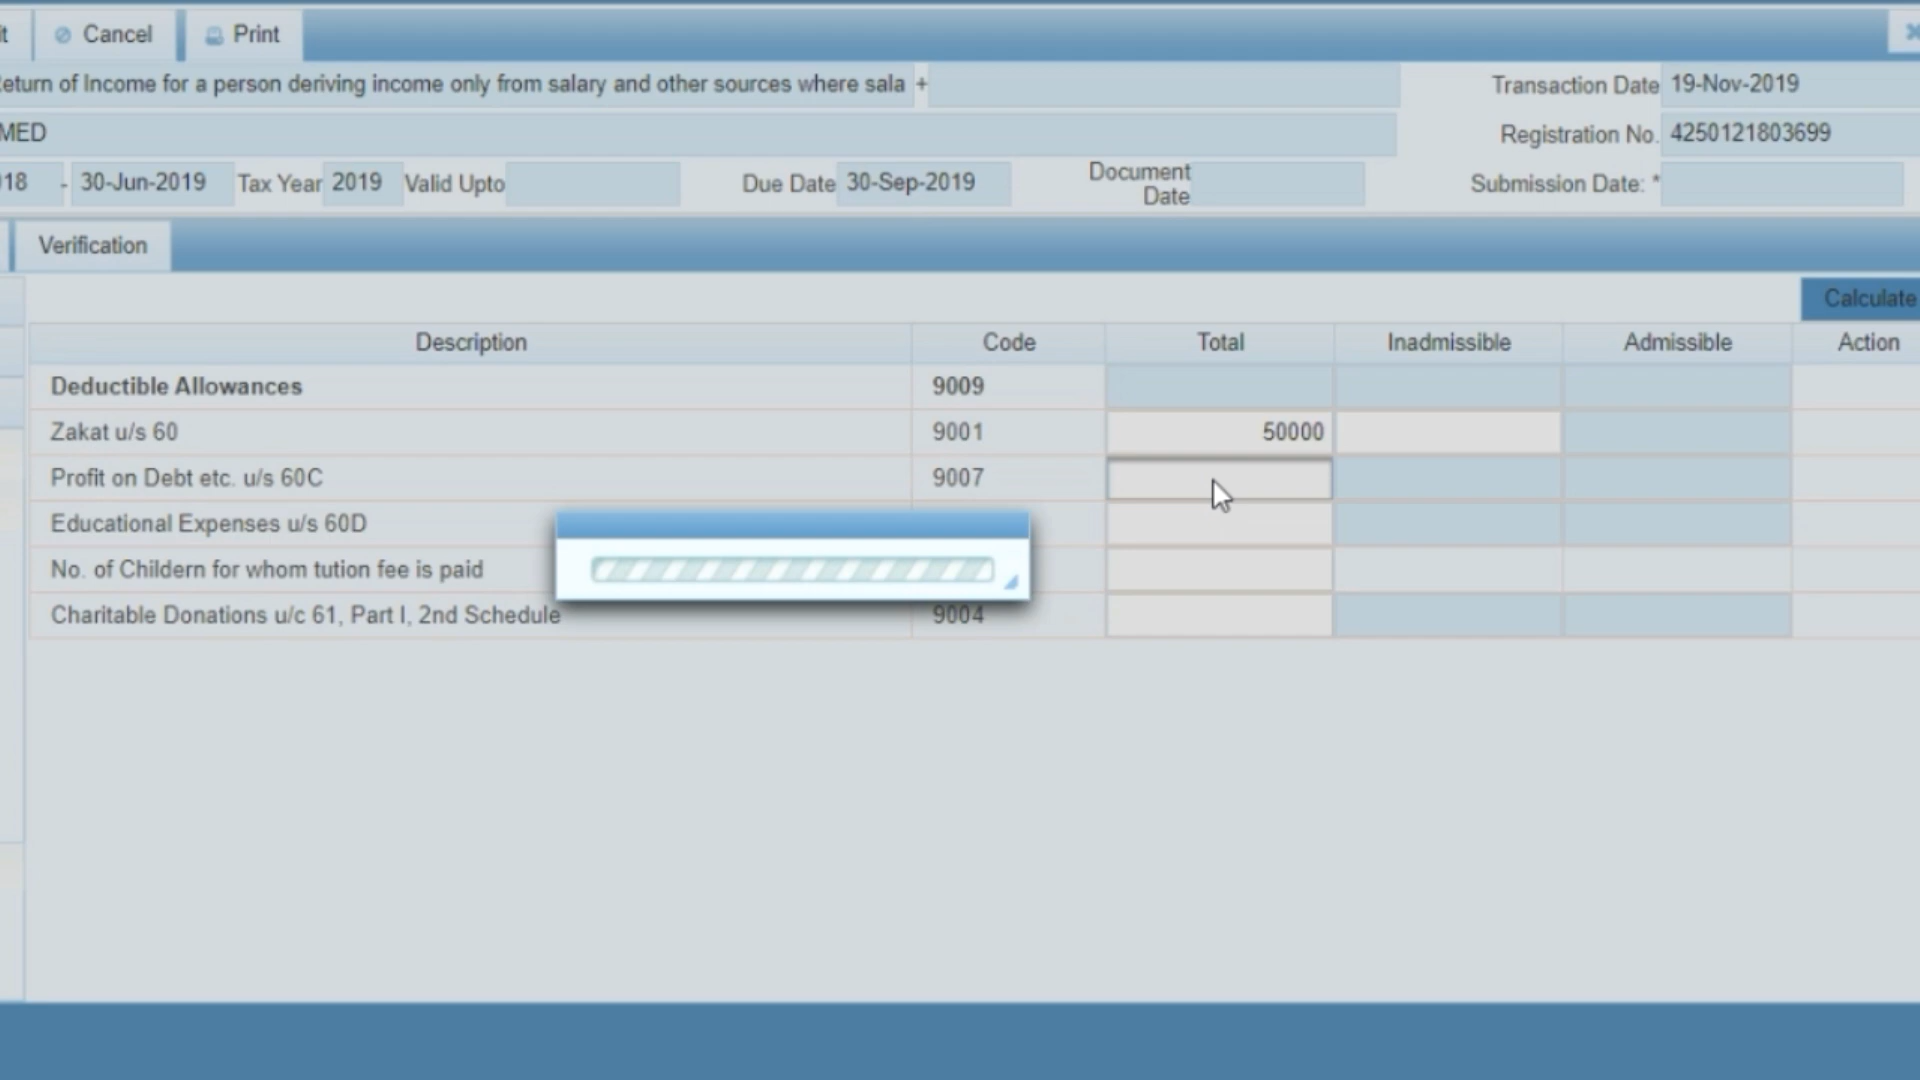 it Cancel Print
eturn of Income for a person deriving income only from salary and other sources where sala + Transaction Date 19-Nov-2019
MED Registration No. 4250121803699
18 - 30-Jun-2019 Tax Year 2019 Valid Upto Due Date 30-Sep-2019 Document Date Submission Date: *
Verification
Calculate
Description Code Total Inadmissible Admissible Action
Deductible Allowances 9009
Zakat u/s 60 9001 50000
Profit on Debt etc. u/s 60C 9007
Educational Expenses u/s 60D
No. of Childern for whom tution fee is paid
Charitable Donations u/c 61, Part I, 2nd Schedule 9004